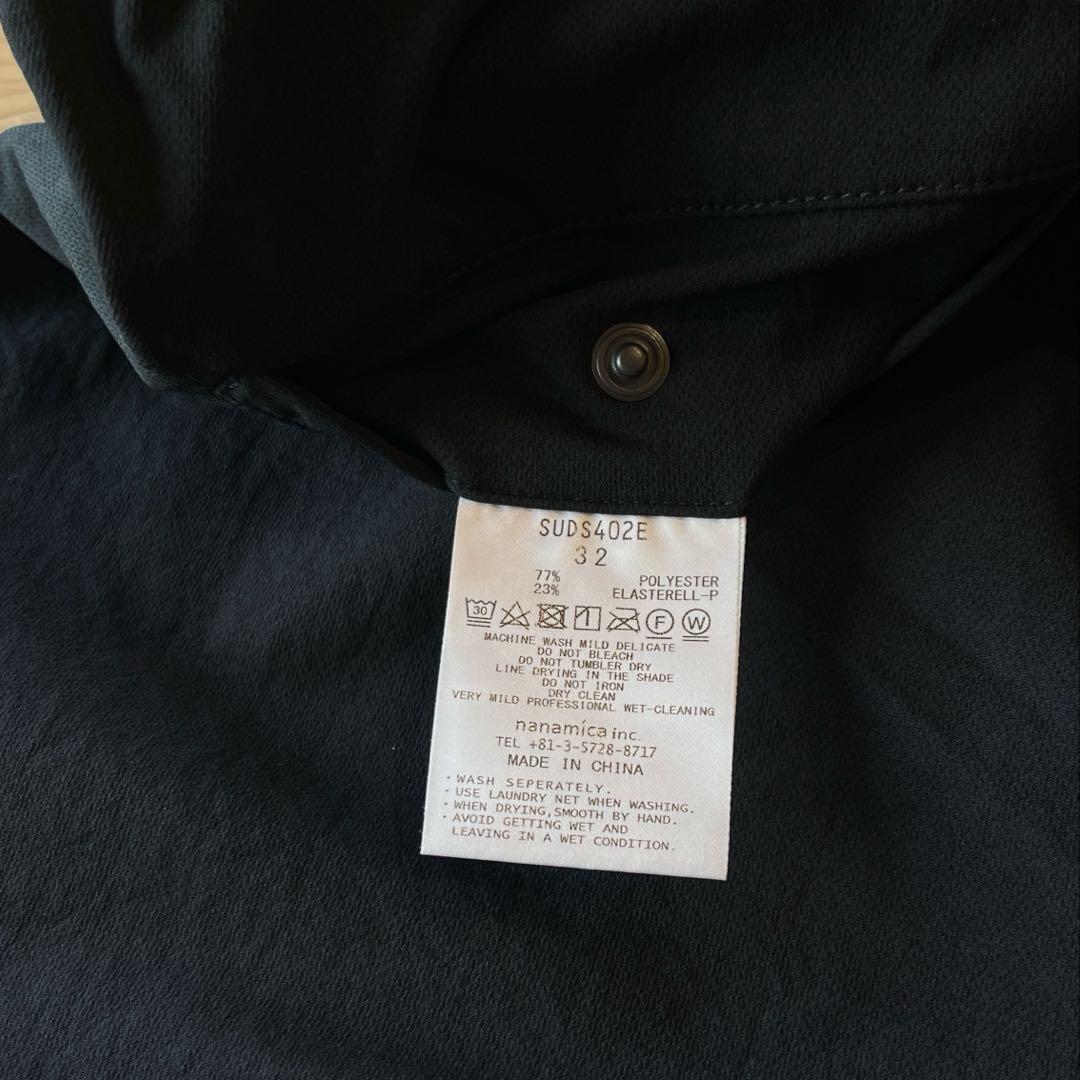 SUDS402E
32
77% POLYESTER
23% ELASTERELL-P
30 F W
MACHINE WASH MILD DELICATE
DO NOT BLEACH
DO NOT TUMBLER DRY
LINE DRYING IN THE SHADE
DO NOT IRON
DRY CLEAN
VERY MILD PROFESSIONAL WET-CLEANING
nanamica inc.
TEL +81-3-5728-8717
MADE IN CHINA
・WASH SEPERATELY.
・USE LAUNDRY NET WHEN WASHING.
・WHEN DRYING,SMOOTH BY HAND.
・AVOID GETTING WET AND
LEAVING IN A WET CONDITION.